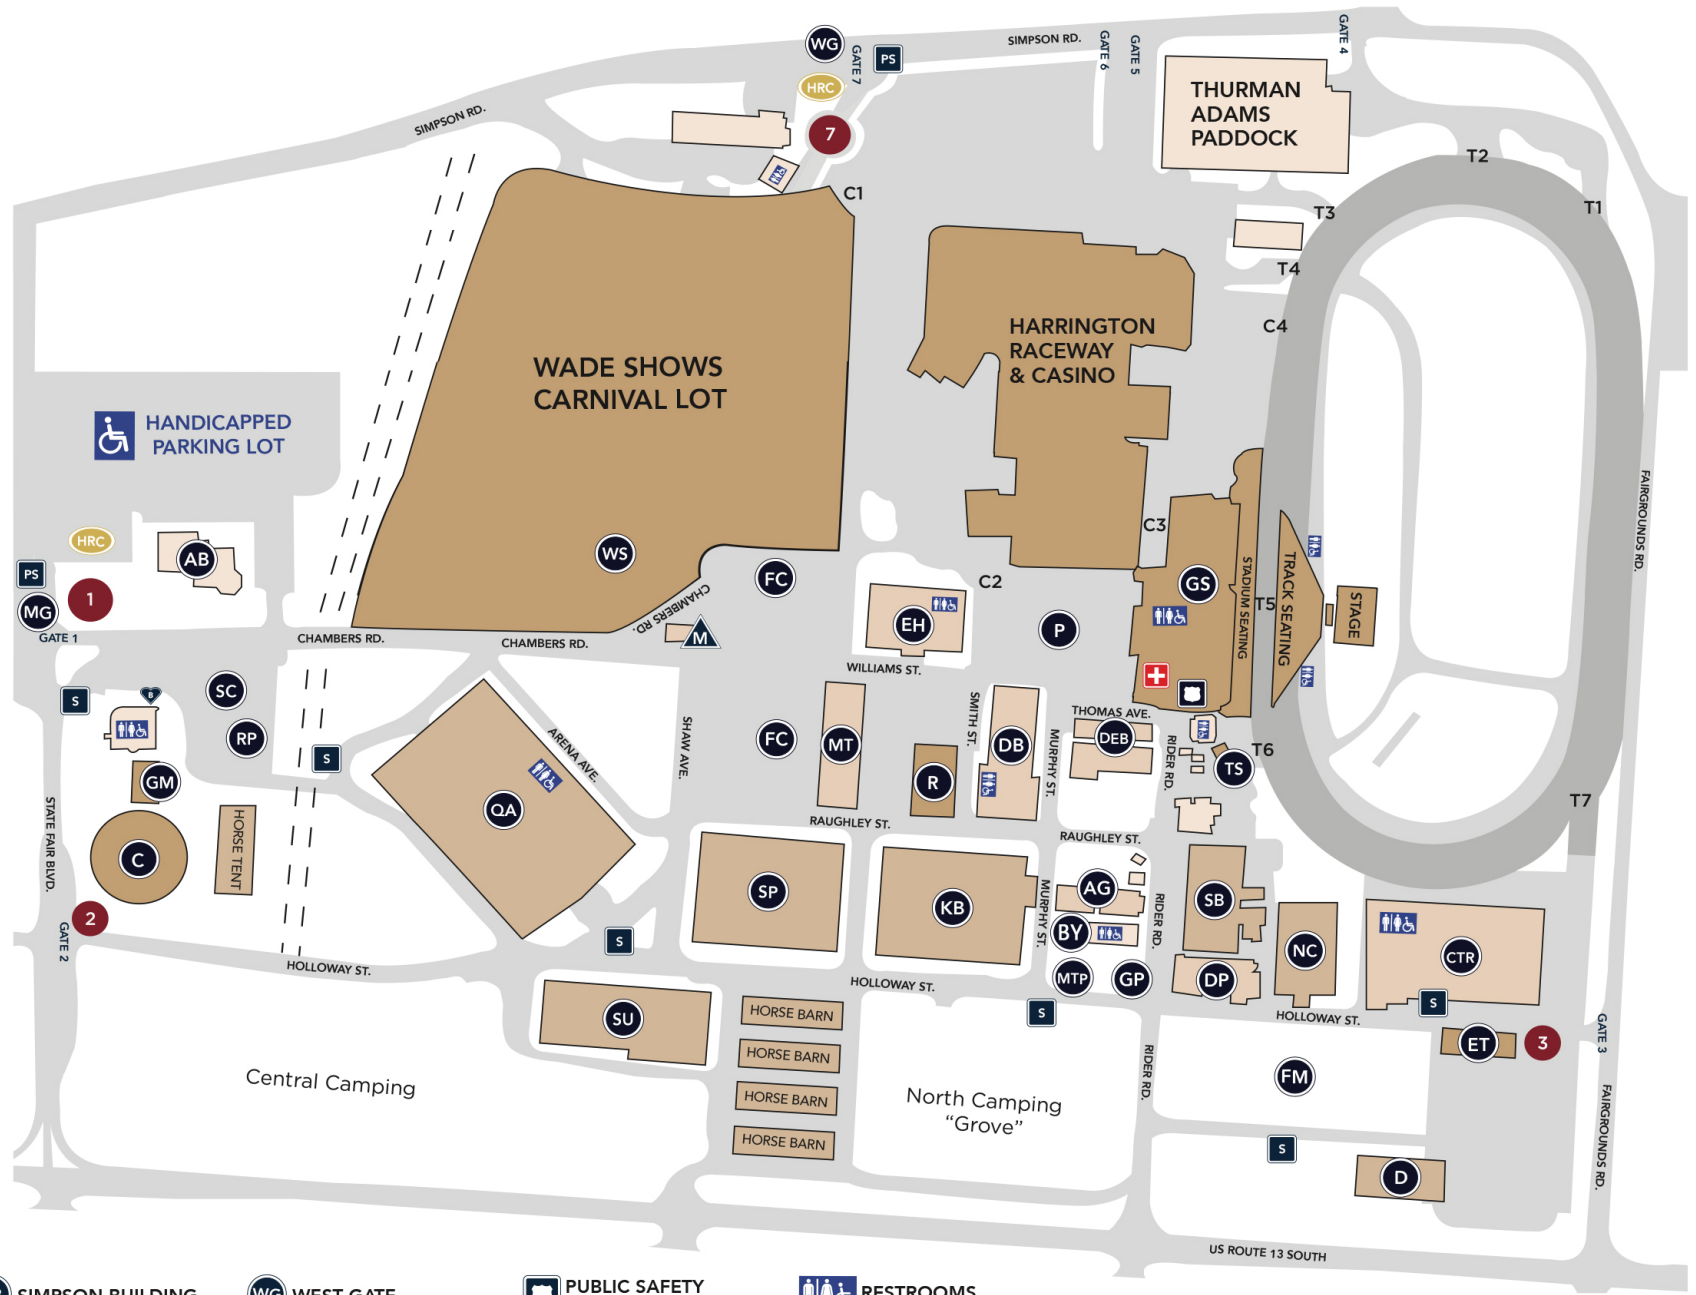 WG
GATE 7
PS
SIMPSON RD.
GATE 6
GATE 5
GATE 4
HRC
7
SIMPSON RD.
THURMAN
ADAMS
PADDOCK
T2
C1
T3
T1
T4
C4
HARRINGTON
RACEWAY
& CASINO
WADE SHOWS
CARNIVAL LOT
HANDICAPPED
PARKING LOT
FAIRGROUNDS RD.
HRC
AB
PS
1
MG
GATE 1
WS
FC
CHAMBERS RD.
M
CHAMBERS RD.
CHAMBERS RD.
C3
C2
GS
STADIUM SEATING
T5
TRACK SEATING
STAGE
EH
P
WILLIAMS ST.
S
B
SC
RP
S
GM
ARENA AVE.
SHAW AVE.
FC
MT
SMITH ST.
DB
R
MURPHY ST.
THOMAS AVE.
DEB
RIDER RD.
TS
T6
T7
QA
STATE FAIR BLVD.
C
HORSE TENT
RAUGHLEY ST.
RAUGHLEY ST.
2
GATE 2
SP
KB
MURPHY ST.
AG
BY
RIDER RD.
SB
NC
CTR
S
HOLLOWAY ST.
HOLLOWAY ST.
MTP
GP
DP
S
HOLLOWAY ST.
S
SU
HORSE BARN
HORSE BARN
HORSE BARN
HORSE BARN
ET
3
GATE 3
RIDER RD.
FM
Central Camping
North Camping
“Grove”
FAIRGROUNDS RD.
S
D
US ROUTE 13 SOUTH
SIMPSON BUILDING
WG WEST GATE
PUBLIC SAFETY
RESTROOMS